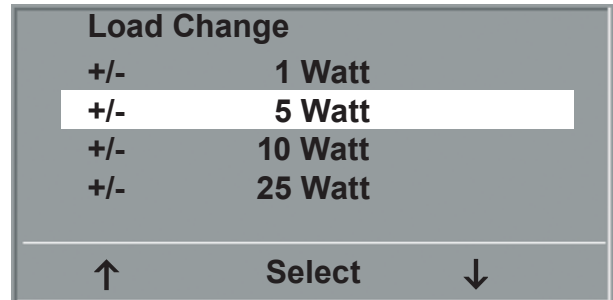 Load Change
+/- 1 Watt
+/- 5 Watt
+/- 10 Watt
+/- 25 Watt
↑ Select ↓